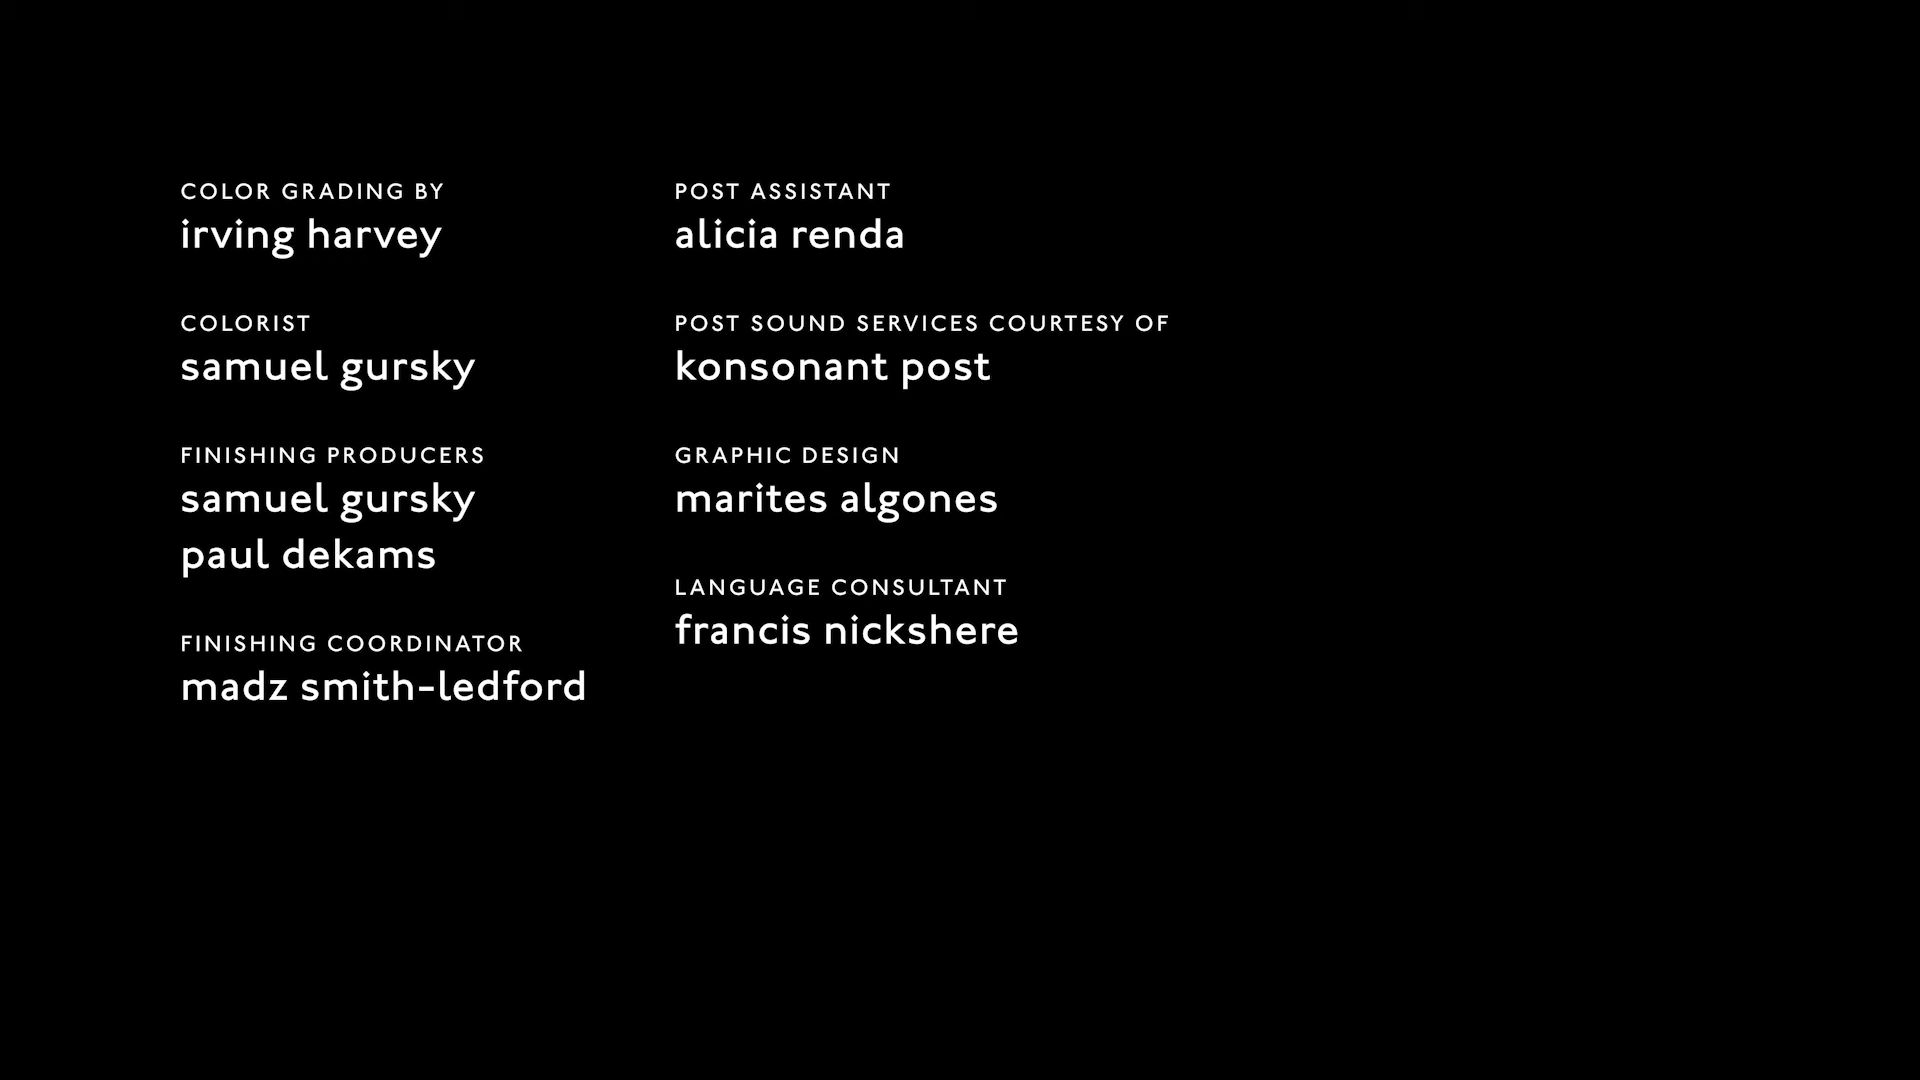 COLOR GRADING BY
irving harvey
COLORIST
samuel gursky
FINISHING PRODUCERS
samuel gursky
paul dekams
FINISHING COORDINATOR
madz smith-ledford
POST ASSISTANT
alicia renda
POST SOUND SERVICES COURTESY OF
konsonant post
GRAPHIC DESIGN
marites algones
LANGUAGE CONSULTANT
francis nickshere